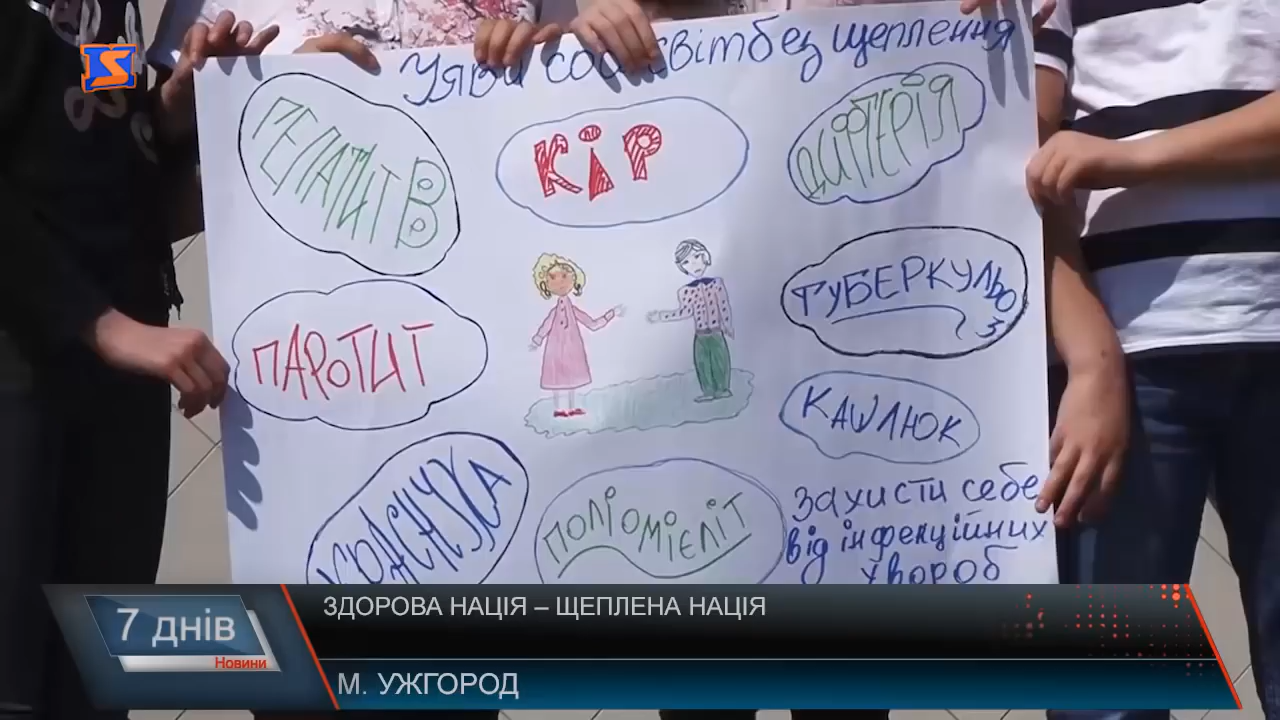 Уяви собі світ без щеплення
ГЕПАТИТ В
КІР
ДИФТЕРІЯ
ТУБЕРКУЛЬОЗ
ПАРОТИТ
КАШЛЮК
КРАСНУХА
ПОЛІОМІЄЛІТ
Захисти себе
від інфекційних
хвороб
7 днів
Новини
ЗДОРОВА НАЦІЯ – ЩЕПЛЕНА НАЦІЯ
М. УЖГОРОД